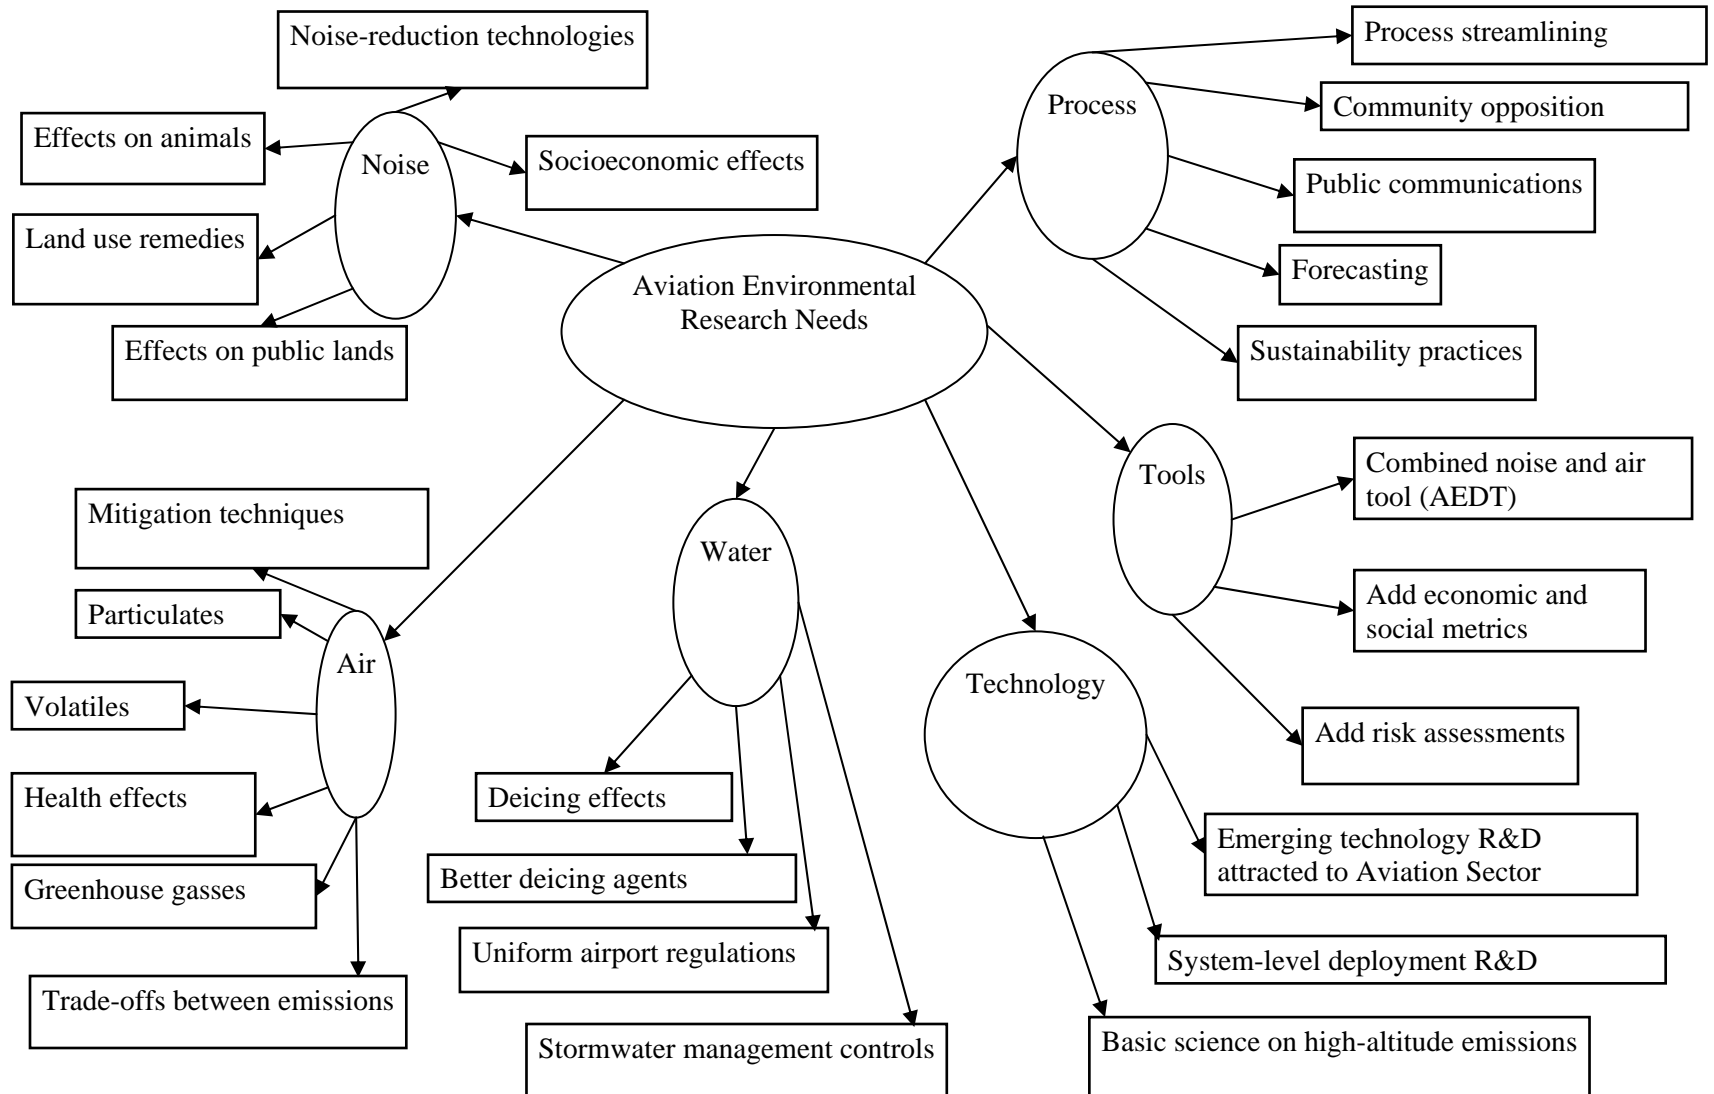 Noise-reduction technologies
Effects on animals
Noise
Socioeconomic effects
Land use remedies
Effects on public lands
Process
Process streamlining
Community opposition
Public communications
Forecasting
Sustainability practices
Aviation Environmental
Research Needs
Tools
Combined noise and air
tool (AEDT)
Add economic and
social metrics
Add risk assessments
Mitigation techniques
Particulates
Air
Volatiles
Health effects
Greenhouse gasses
Trade-offs between emissions
Water
Deicing effects
Better deicing agents
Uniform airport regulations
Stormwater management controls
Technology
Emerging technology R&D
attracted to Aviation Sector
System-level deployment R&D
Basic science on high-altitude emissions